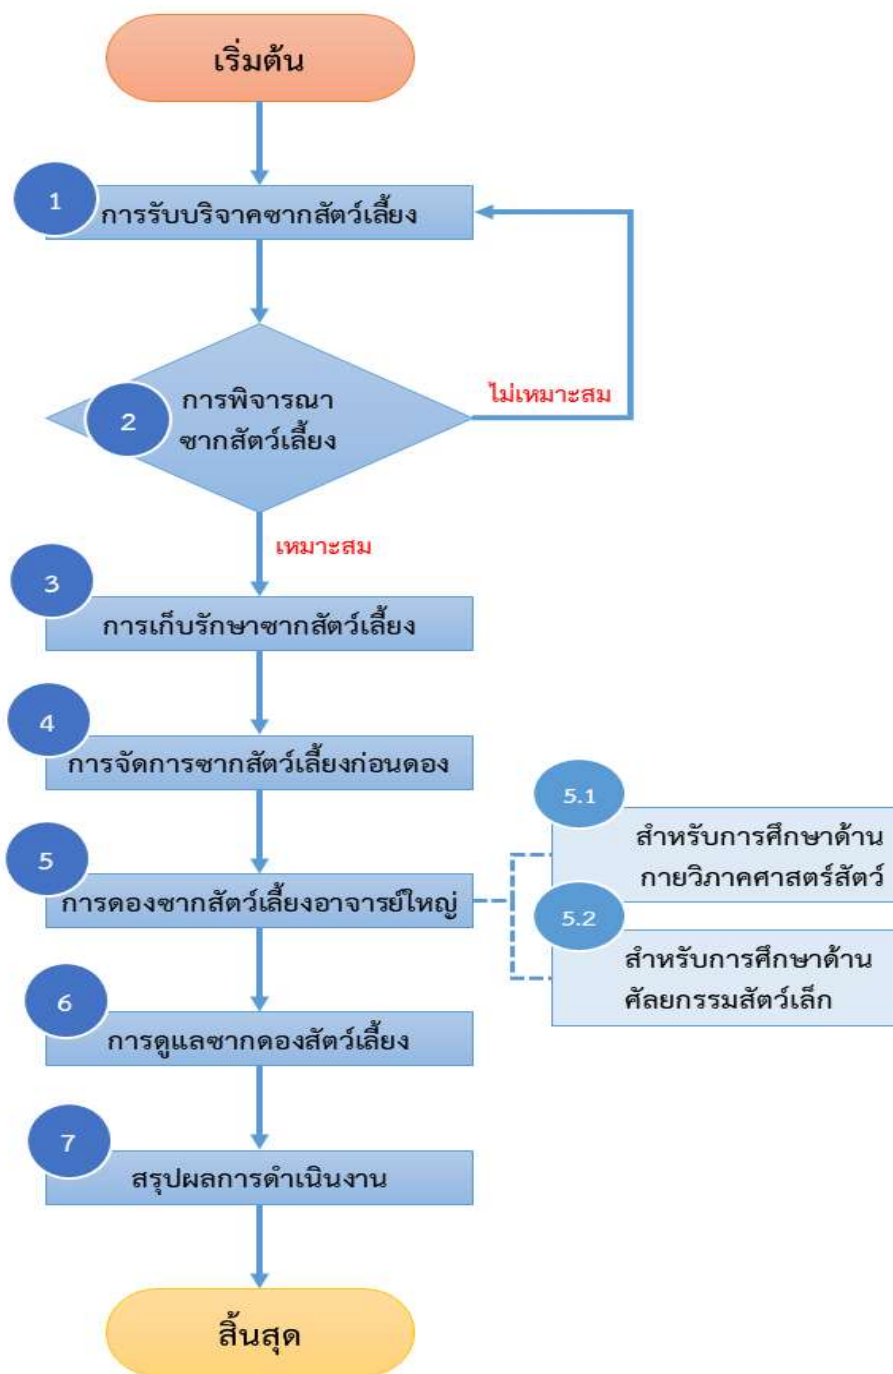 เริ่มต้น
1
การรับบริจาคซากสัตว์เลี้ยง
2
การพิจารณา
ซากสัตว์เลี้ยง
ไม่เหมาะสม
เหมาะสม
3
การเก็บรักษาซากสัตว์เลี้ยง
4
การจัดการซากสัตว์เลี้ยงก่อนดอง
5
การดองซากสัตว์เลี้ยงอาจารย์ใหญ่
5.1
สำหรับการศึกษาด้าน
กายวิภาคศาสตร์สัตว์
5.2
สำหรับการศึกษาด้าน
ศัลยกรรมสัตว์เล็ก
6
การดูแลซากดองสัตว์เลี้ยง
7
สรุปผลการดำเนินงาน
สิ้นสุด